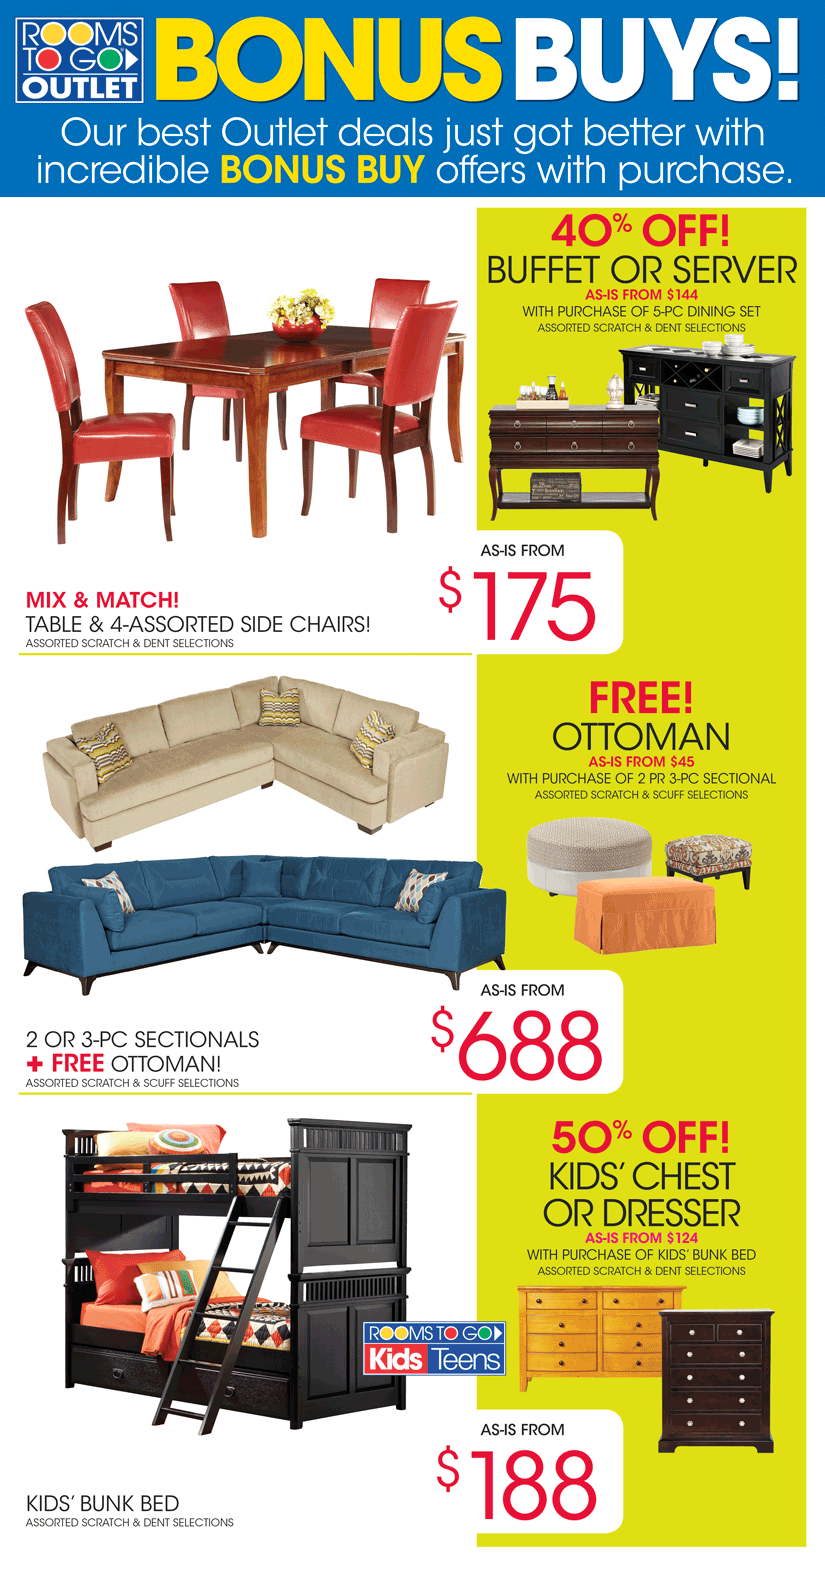 ROOMS
TO GO
OUTLET
BONUS BUYS!
Our best Outlet deals just got better with
incredible BONUS BUY offers with purchase.
40% OFF!
BUFFET OR SERVER
AS-IS FROM $144
WITH PURCHASE OF 5-PC DINING SET
ASSORTED SCRATCH & DENT SELECTIONS
AS-IS FROM
$175
MIX & MATCH!
TABLE & 4-ASSORTED SIDE CHAIRS!
ASSORTED SCRATCH & DENT SELECTIONS
FREE!
OTTOMAN
AS-IS FROM $45
WITH PURCHASE OF 2 PR 3-PC SECTIONAL
ASSORTED SCRATCH & SCUFF SELECTIONS
AS-IS FROM
$688
2 OR 3-PC SECTIONALS
+ FREE OTTOMAN!
ASSORTED SCRATCH & SCUFF SELECTIONS
50% OFF!
KIDS' CHEST
OR DRESSER
AS-IS FROM $124
WITH PURCHASE OF KIDS' BUNK BED
ASSORTED SCRATCH & DENT SELECTIONS
ROOMS TO GO
Kids Teens
AS-IS FROM
$188
KIDS' BUNK BED
ASSORTED SCRATCH & DENT SELECTIONS